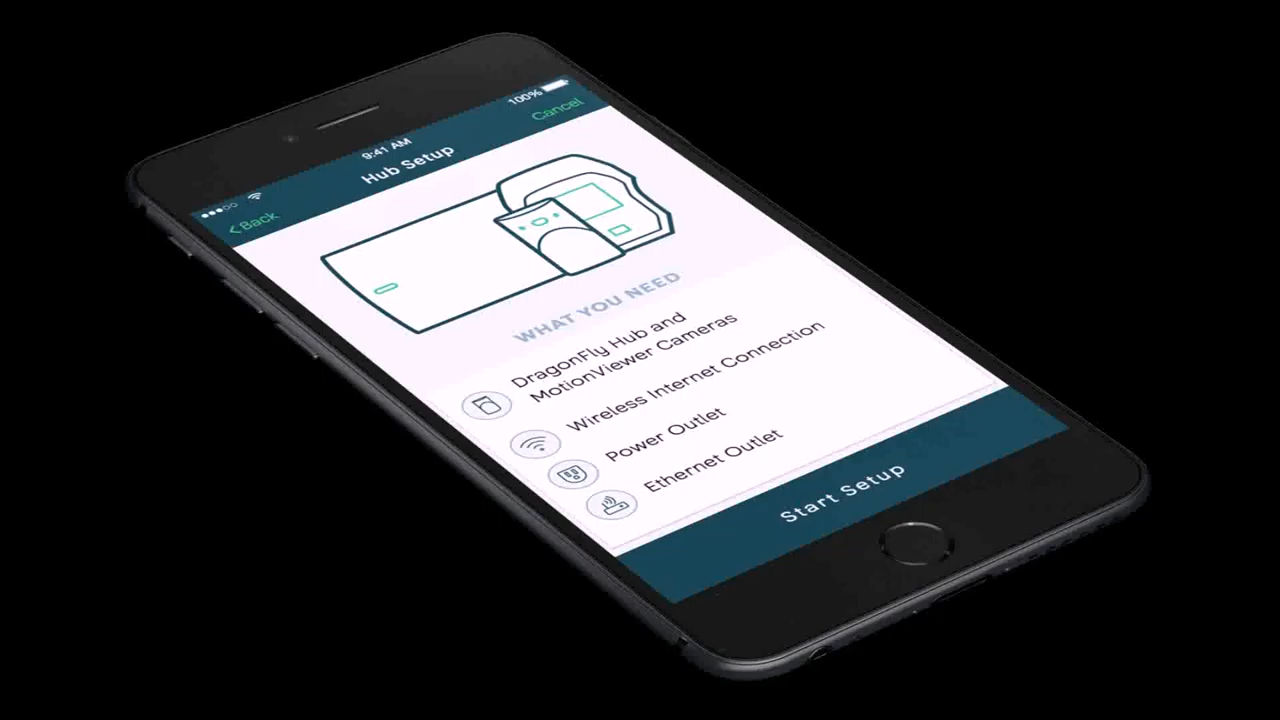 9:41 AM
100%
Back
Hub Setup
Cancel
WHAT YOU NEED
DragonFly Hub and
MotionViewer Cameras
Wireless Internet Connection
Power Outlet
Ethernet Outlet
Start Setup